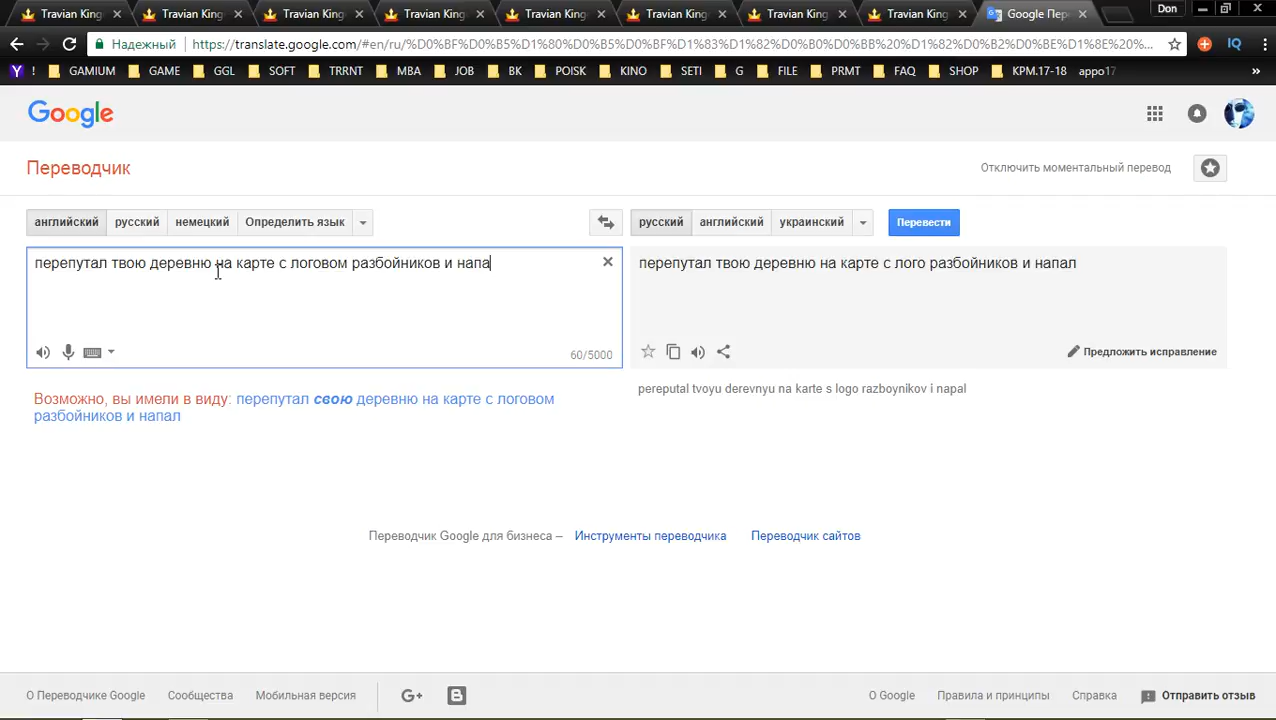 Travian King
Travian King
Travian King
Travian King
Travian King
Travian King
Travian King
Travian King
Google Пер
Don
Надежный
https://translate.google.com/#en/ru/%D0%BF%D0%B5%D1%80%D0%B5%D0%BF%D1%83%D1%82%D0%B0%D0%BB%20%D1%82%D0%B2%D0%BE%D1%8E%20%...
IQ
Y ! GAMIUM GAME GGL SOFT TRRNT MBA JOB BK POISK KINO SETI G FILE PRMT FAQ SHOP KPM.17-18 appo17 »
Google
Переводчик
Отключить моментальный перевод
английский русский немецкий Определить язык
русский английский украинский Перевести
перепутал твою деревню на карте с логовом разбойников и напа
перепутал твою деревню на карте с лого разбойников и напал
60/5000
Предложить исправление
Возможно, вы имели в виду: перепутал свою деревню на карте с логовом
разбойников и напал
pereputal tvoyu derevnyu na karte s logo razboynikov i napal
Переводчик Google для бизнеса – Инструменты переводчика Переводчик сайтов
О Переводчике Google Сообщества Мобильная версия G+ B О Google Правила и принципы Справка Отправить отзыв